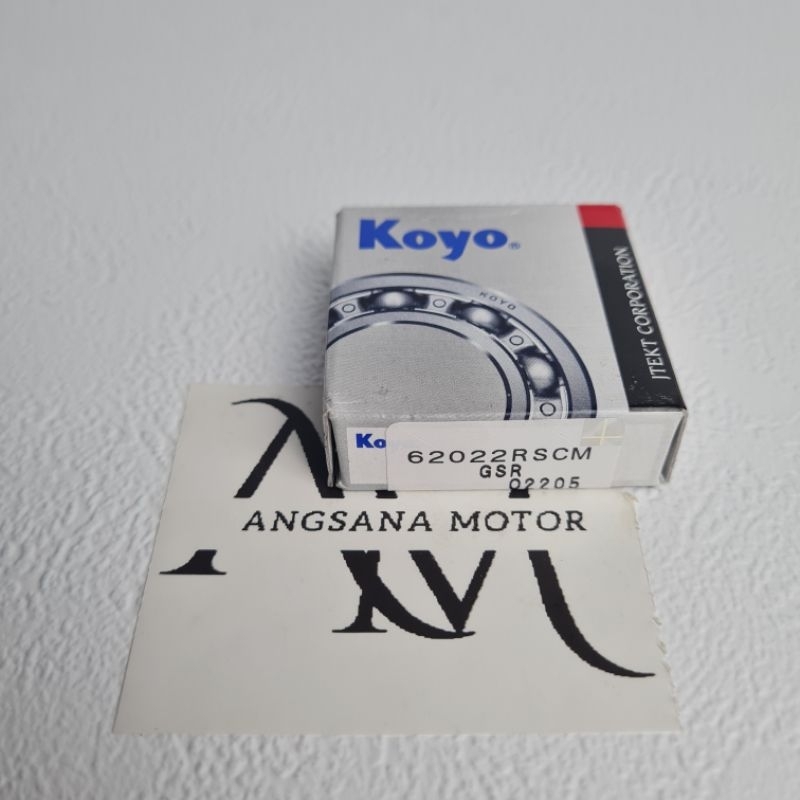 Koyo®
KOYO
JTEKT CORPORATION
Ko
62022RSCM
GSR
02205
ANGSANA MOTOR